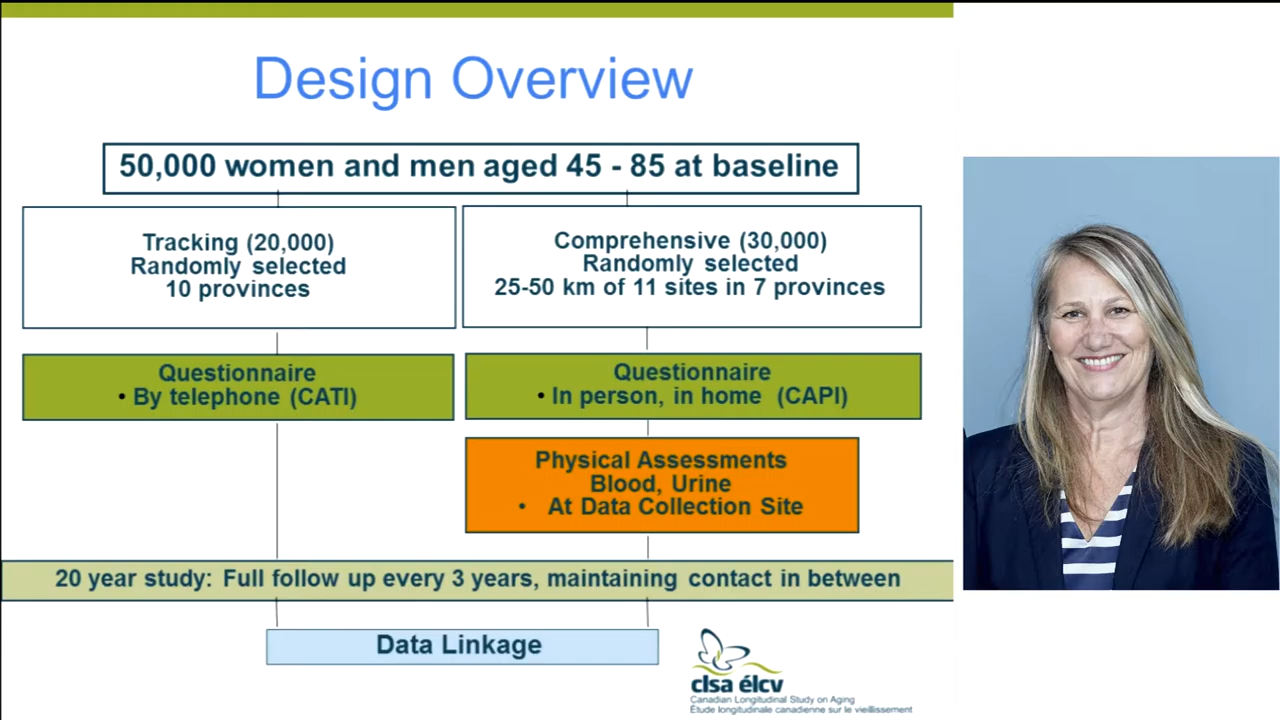 Design Overview
50,000 women and men aged 45 - 85 at baseline
Tracking (20,000)
Randomly selected
10 provinces
Comprehensive (30,000)
Randomly selected
25-50 km of 11 sites in 7 provinces
Questionnaire
• By telephone (CATI)
Questionnaire
• In person, in home (CAPI)
Physical Assessments
Blood, Urine
• At Data Collection Site
20 year study: Full follow up every 3 years, maintaining contact in between
Data Linkage
clsa élcv
Canadian Longitudinal Study on Aging
Étude longitudinale canadienne sur le vieillissement